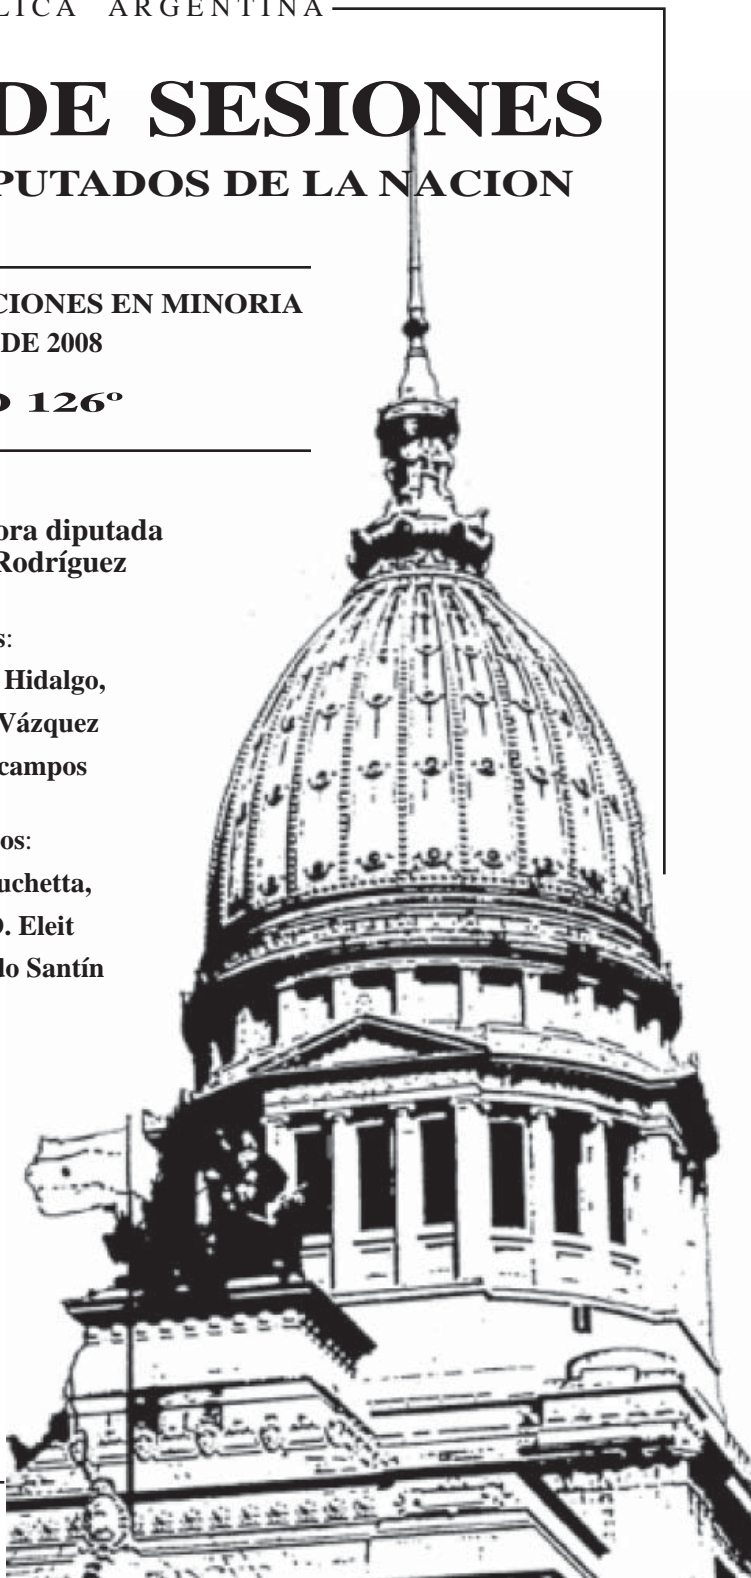 LICA ARGENTINA
DE SESIONES
PUTADOS DE LA NACION
CIONES EN MINORIA
DE 2008
126º
ora diputada
Rodríguez
s:
Hidalgo,
Vázquez
campos
os:
uchetta,
. Eleit
do Santín